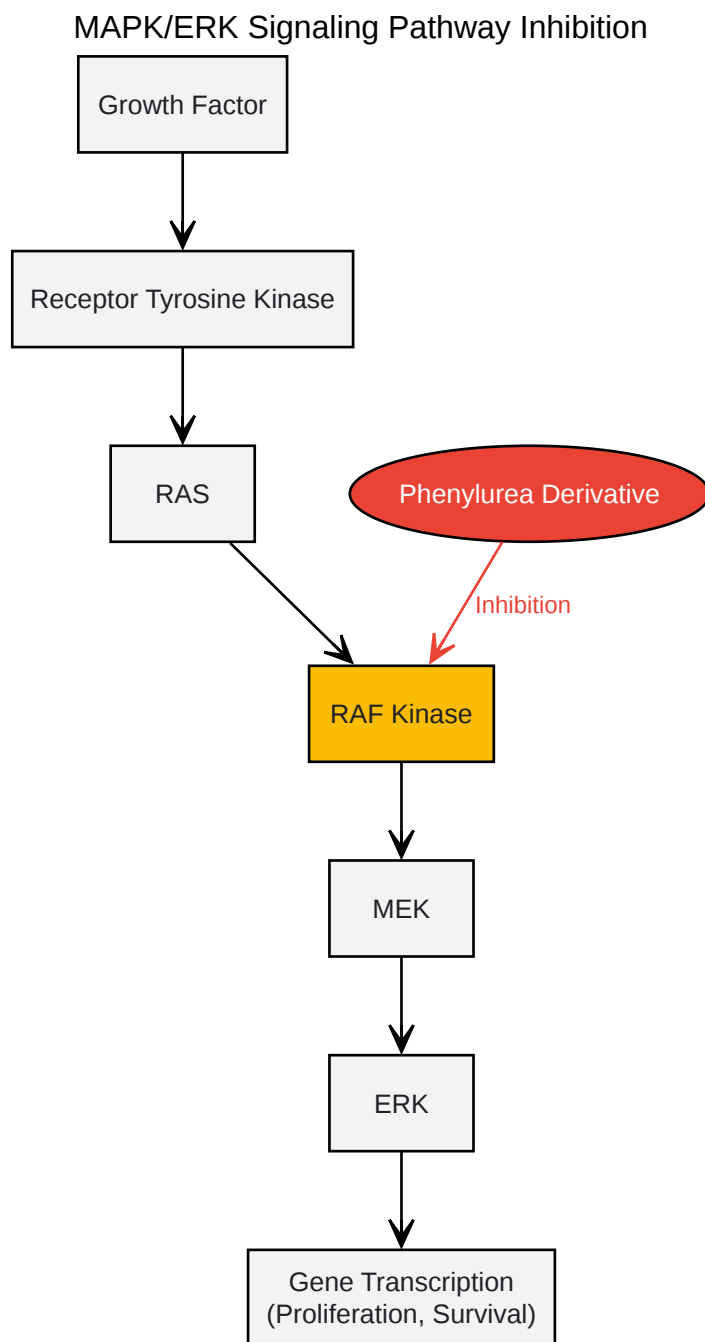 MAPK/ERK Signaling Pathway Inhibition
Growth Factor
Receptor Tyrosine Kinase
RAS
Phenylurea Derivative
Inhibition
RAF Kinase
MEK
ERK
Gene Transcription
(Proliferation, Survival)